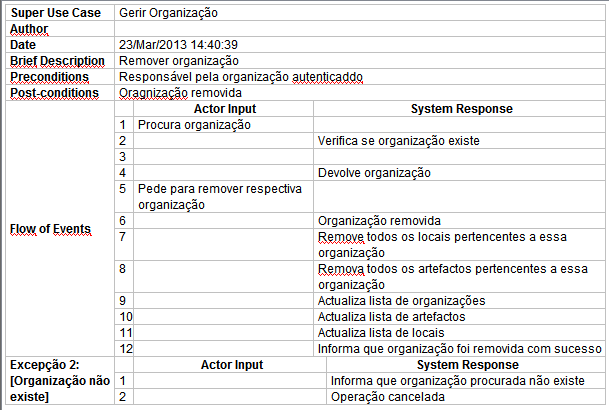 Super Use Case Gerir Organização
Author
Date 23/Mar/2013 14:40:39
Brief Description Remover organização
Preconditions Responsável pela organização autenticaddo
Post-conditions Oragnização removida
Flow of Events
Actor Input System Response
1 Procura organização
2 Verifica se organização existe
3
4 Devolve organização
5 Pede para remover respectiva
organização
6 Organização removida
7 Remove todos os locais pertencentes a essa
organização
8 Remova todos os artefactos pertencentes a essa
organização
9 Actualiza lista de organizações
10 Actualiza lista de artefactos
11 Actualiza lista de locais
12 Informa que organização foi removida com sucesso
Excepção 2:
[Organização não
existe]
Actor Input System Response
1 Informa que organização procurada não existe
2 Operação cancelada